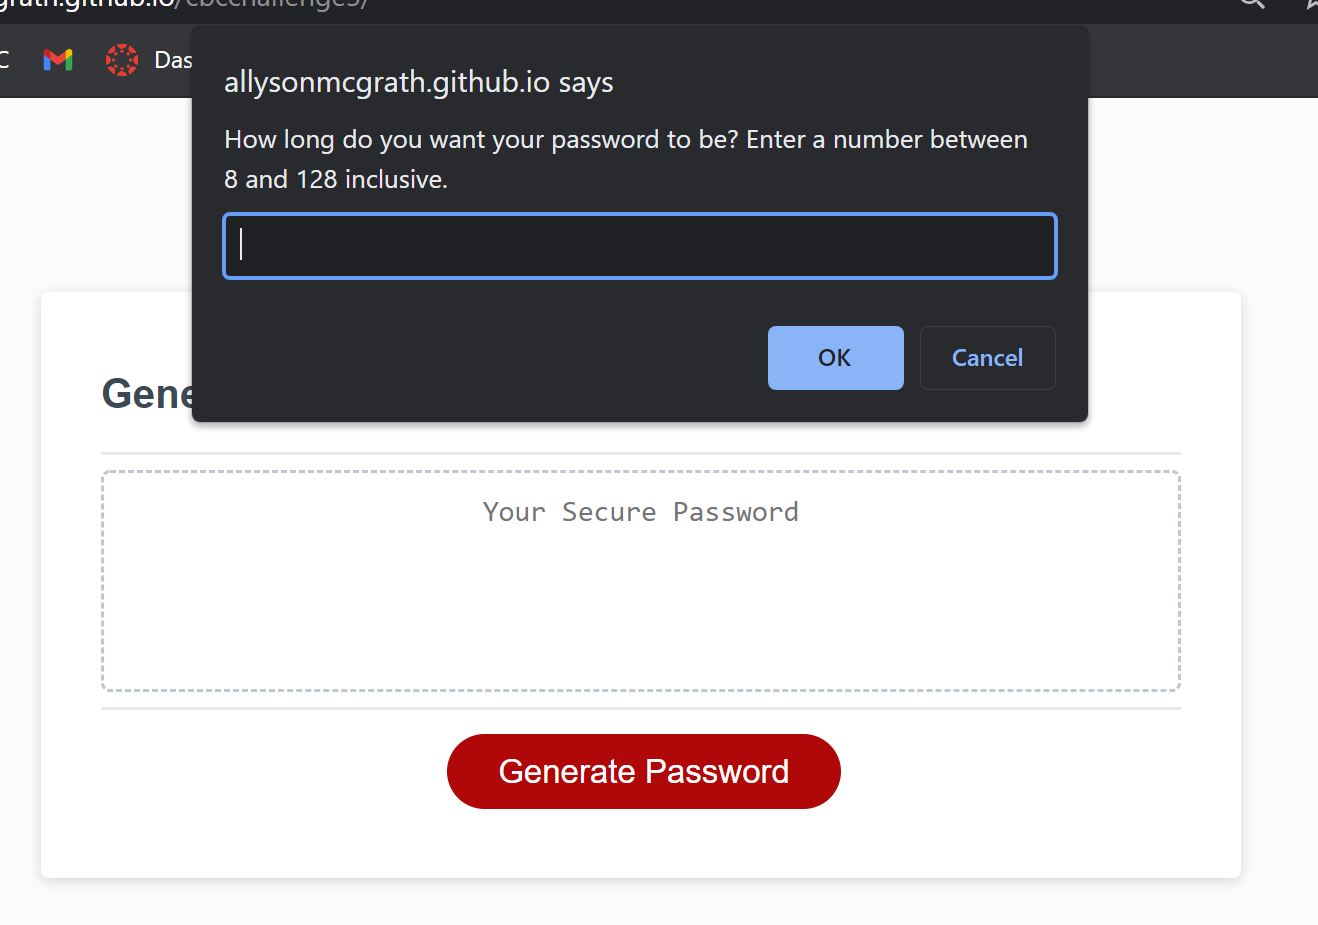 grath.github.io/cbcchallenge3/
C
Das
allysonmcgrath.github.io says
How long do you want your password to be? Enter a number between
8 and 128 inclusive.
OK
Cancel
Gene
Your Secure Password
Generate Password